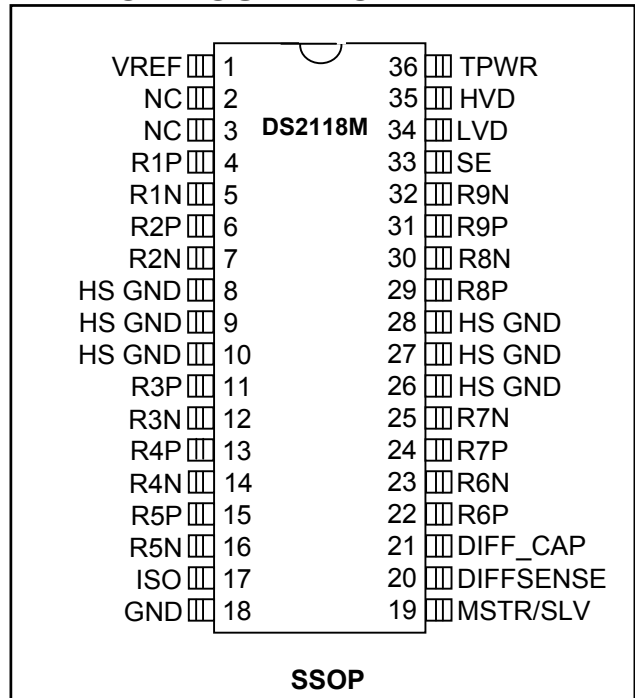 VREF 1 36 TPWR
NC 2 35 HVD
NC 3 DS2118M 34 LVD
R1P 4 33 SE
R1N 5 32 R9N
R2P 6 31 R9P
R2N 7 30 R8N
HS GND 8 29 R8P
HS GND 9 28 HS GND
HS GND 10 27 HS GND
R3P 11 26 HS GND
R3N 12 25 R7N
R4P 13 24 R7P
R4N 14 23 R6N
R5P 15 22 R6P
R5N 16 21 DIFF_CAP
ISO 17 20 DIFFSENSE
GND 18 19 MSTR/SLV
SSOP